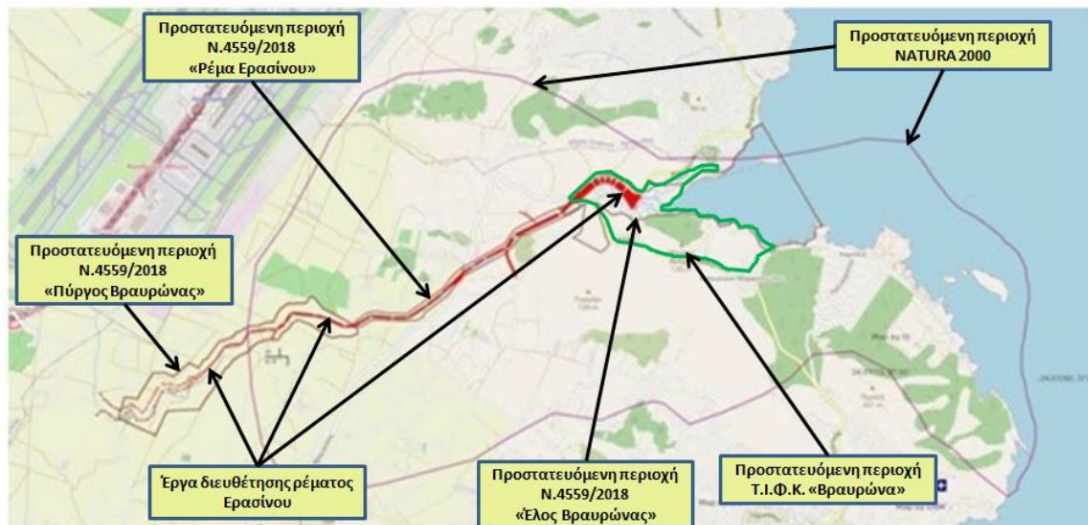 Προστατευόμενη περιοχή
Ν.4559/2018
«Ρέμα Ερασίνου»
Προστατευόμενη περιοχή
NATURA 2000
Προστατευόμενη περιοχή
Ν.4559/2018
«Πύργος Βραυρώνας»
Έργα διευθέτησης ρέματος
Ερασίνου
Προστατευόμενη περιοχή
Ν.4559/2018
«Έλος Βραυρώνας»
Προστατευόμενη περιοχή
Τ.Ι.Φ.Κ. «Βραυρώνα»